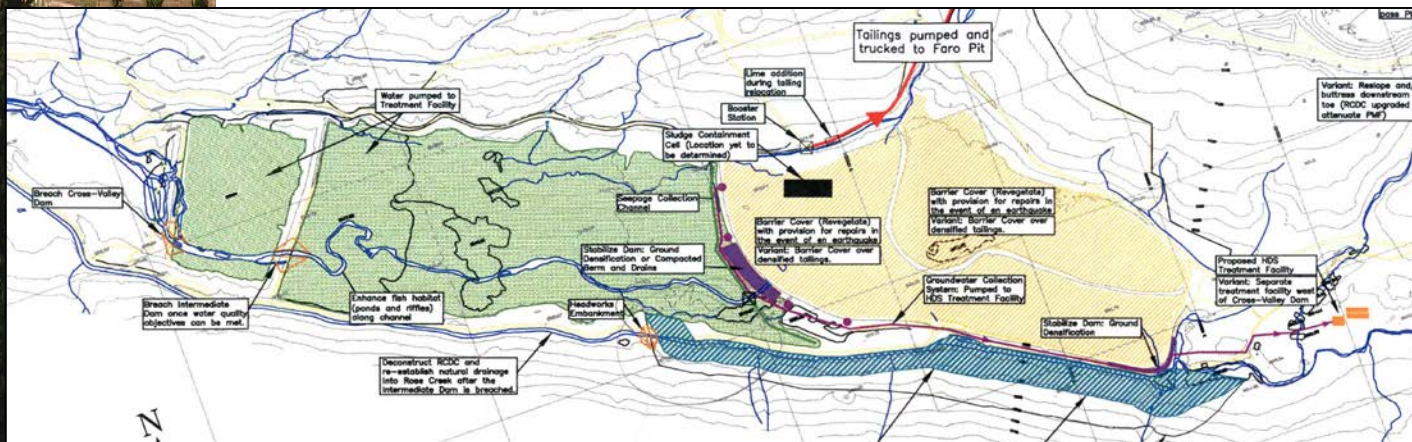 Tailings pumped and
trucked to Faro Pit
Lime addition
during tailing
relocation
Booster
Station
Sludge Containment
Cell (Location yet to
be determined)
Water pumped to
Treatment Facility
Variant: Reslope and,
buttress downstream
toe (RCDC upgraded
attenuate PMF)
Breach Cross-Valley
Dam
Seepage Collection
Channel
Barrier Cover (Revegetate)
with provision for repairs in
the event of en earthquake
Variant: Barrier Cover over
densified tailings.
Barrier Cover (Revegetate)
with provision for repairs in
the event of en earthquake
Variant: Barrier Cover over
densified tailings.
Stabilize Dam: Ground
Densification or Compacted
Berm and Drains
Proposed HDS
Treatment Facility
Variant: Separate
treatment facility west
of Cross-Valley Dam
Breach Intermediate
Dam once water quality
objectives can be met.
Enhance fish habitat
(ponds and riffles)
along channel
Headworks
Embankment
Groundwater Collection
System: Pumped to
HDS Treatment Facility
Stabilize Dam: Ground
Densification
Deconstruct RCDC and
re-establish natural drainage
into Rose Creek after the
Intermediate Dam is breached.
N